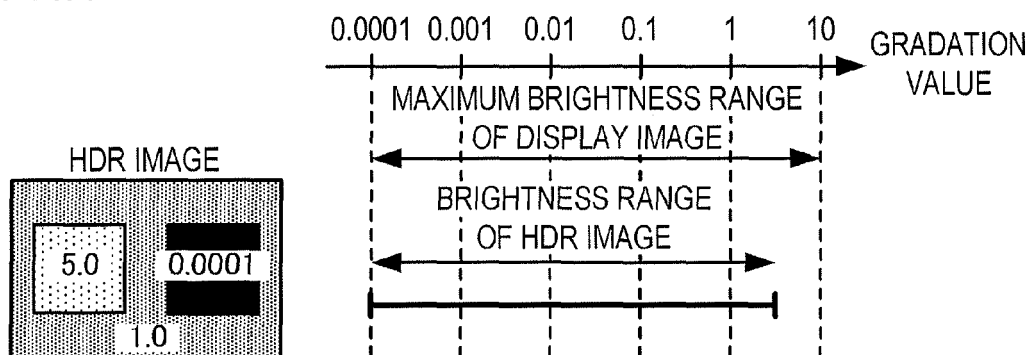 0.0001 0.001 0.01 0.1 1 10
GRADATION
VALUE
MAXIMUM BRIGHTNESS RANGE
OF DISPLAY IMAGE
HDR IMAGE
BRIGHTNESS RANGE
OF HDR IMAGE
5.0 0.0001
1.0